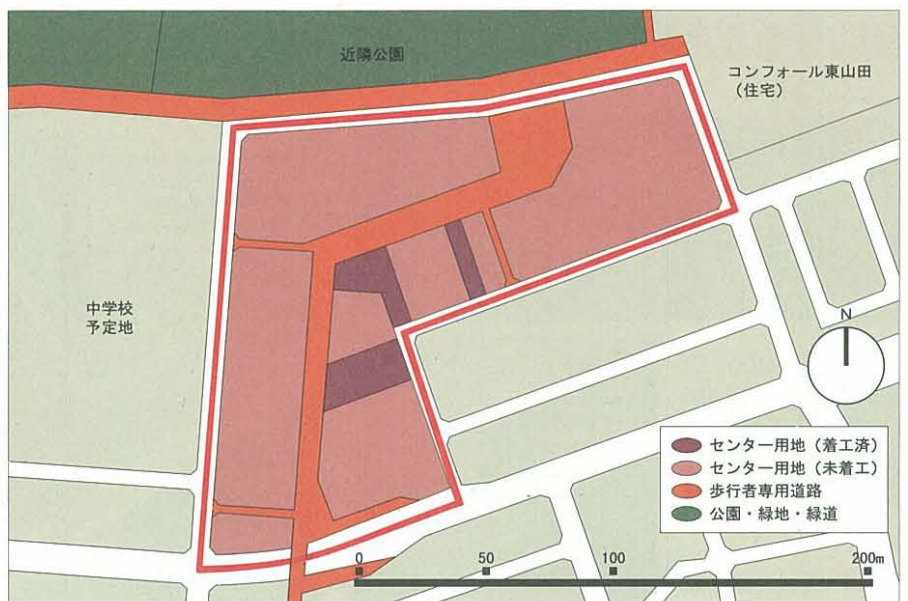 近隣公園
コンフォール東山田
（住宅）
中学校
予定地
N
センター用地（着工済）
センター用地（未着工）
歩行者専用道路
公園・緑地・緑道
0 50 100 200m